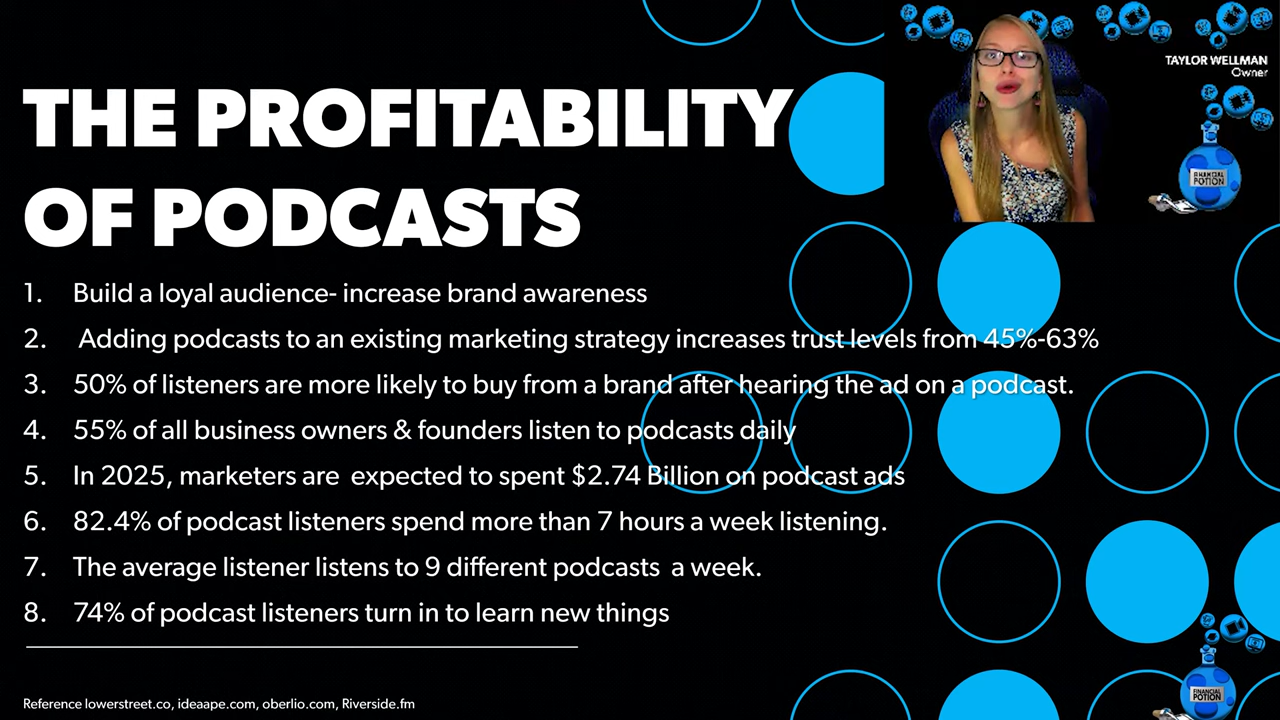 THE PROFITABILITY
OF PODCASTS
1. Build a loyal audience- increase brand awareness
2. Adding podcasts to an existing marketing strategy increases trust levels from 45%-63%
3. 50% of listeners are more likely to buy from a brand after hearing the ad on a podcast.
4. 55% of all business owners & founders listen to podcasts daily
5. In 2025, marketers are expected to spent $2.74 Billion on podcast ads
6. 82.4% of podcast listeners spend more than 7 hours a week listening.
7. The average listener listens to 9 different podcasts a week.
8. 74% of podcast listeners turn in to learn new things
Reference lowerstreet.co, ideaape.com, oberlio.com, Riverside.fm
TAYLOR WELLMAN
Owner
FINANCIAL
POTION
FINANCIAL
POTION